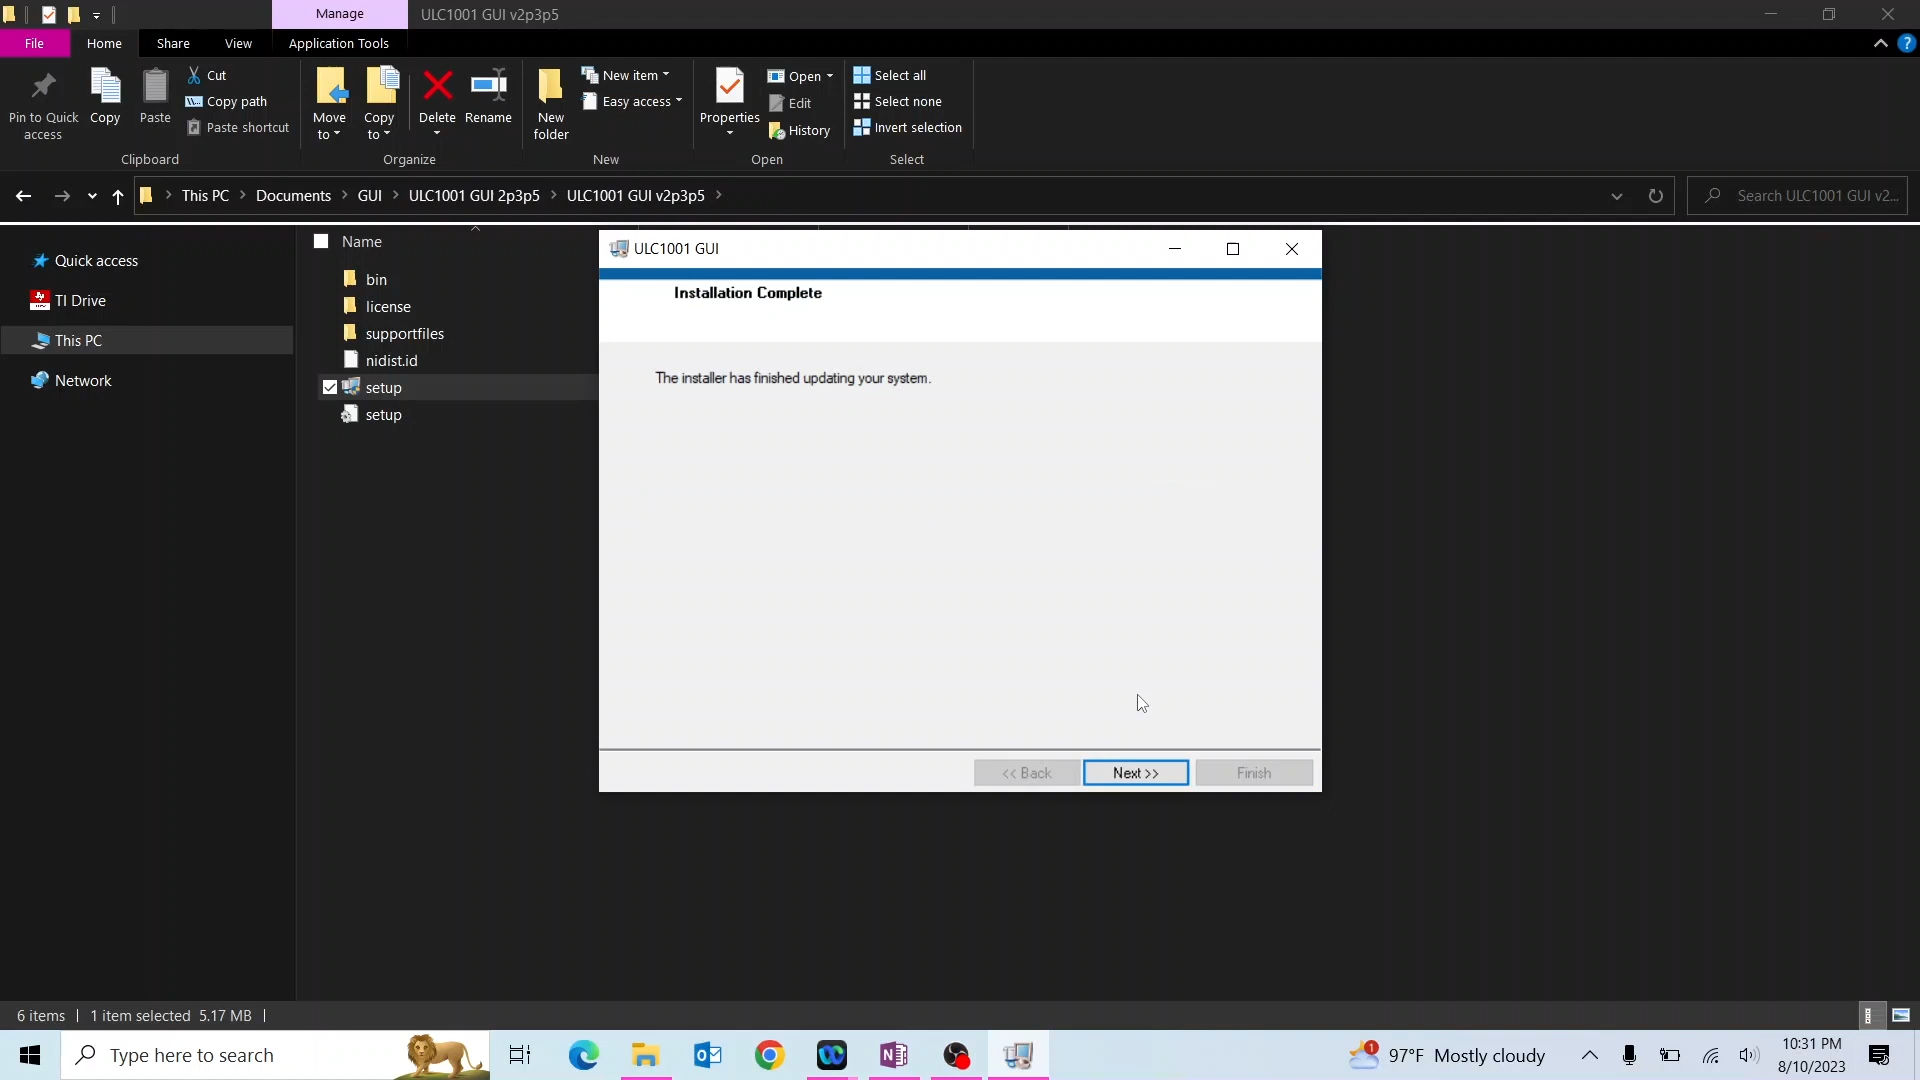 Manage
ULC1001 GUI v2p3p5
File
Home
Share
View
Application Tools
Pin to Quick
access
Copy
Paste
Cut
Copy path
Paste shortcut
Clipboard
Move
to
Copy
to
Delete
Rename
Organize
New
folder
New item
Easy access
New
Properties
Open
Edit
History
Open
Select all
Select none
Invert selection
Select
This PC
Documents
GUI
ULC1001 GUI 2p3p5
ULC1001 GUI v2p3p5
Search ULC1001 GUI v2...
Quick access
TI Drive
This PC
Network
Name
bin
license
supportfiles
nidist.id
setup
setup
ULC1001 GUI
Installation Complete
The installer has finished updating your system.
<< Back
Next >>
Finish
6 items
1 item selected 5.17 MB
Type here to search
1
97°F Mostly cloudy
10:31 PM
8/10/2023